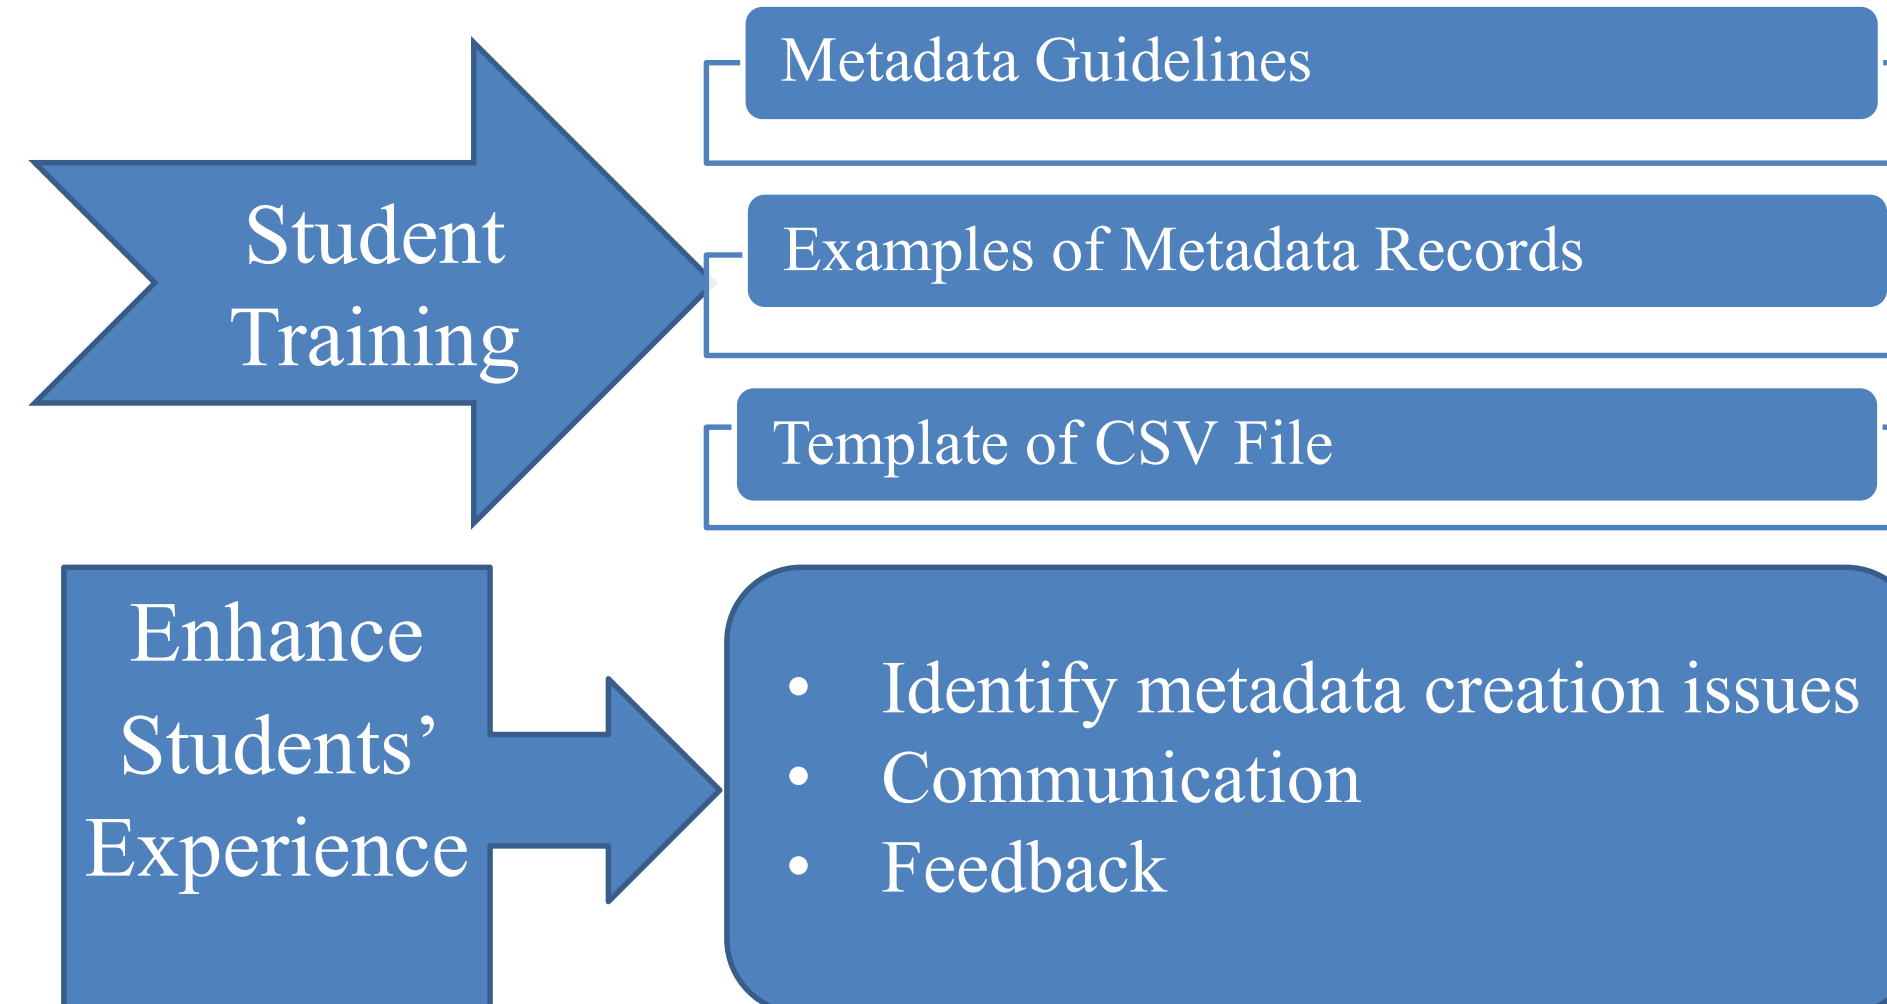 Student
Training
Metadata Guidelines
Examples of Metadata Records
Template of CSV File
Enhance
Students’
Experience
• Identify metadata creation issues
• Communication
• Feedback